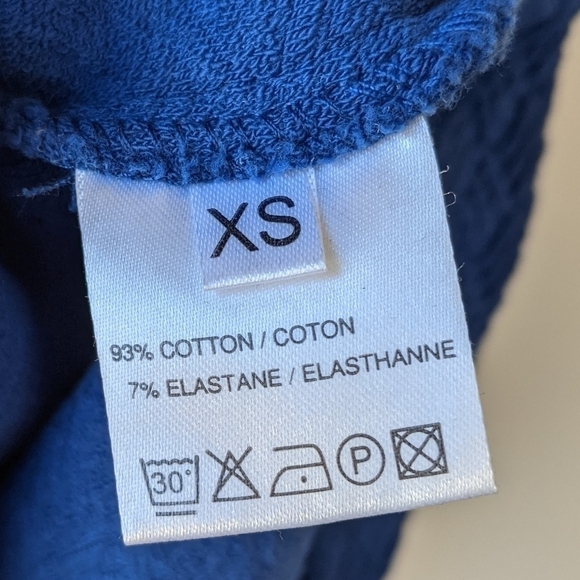 XS
93% COTTON / COTON
7% ELASTANE / ELASTHANNE
30° P